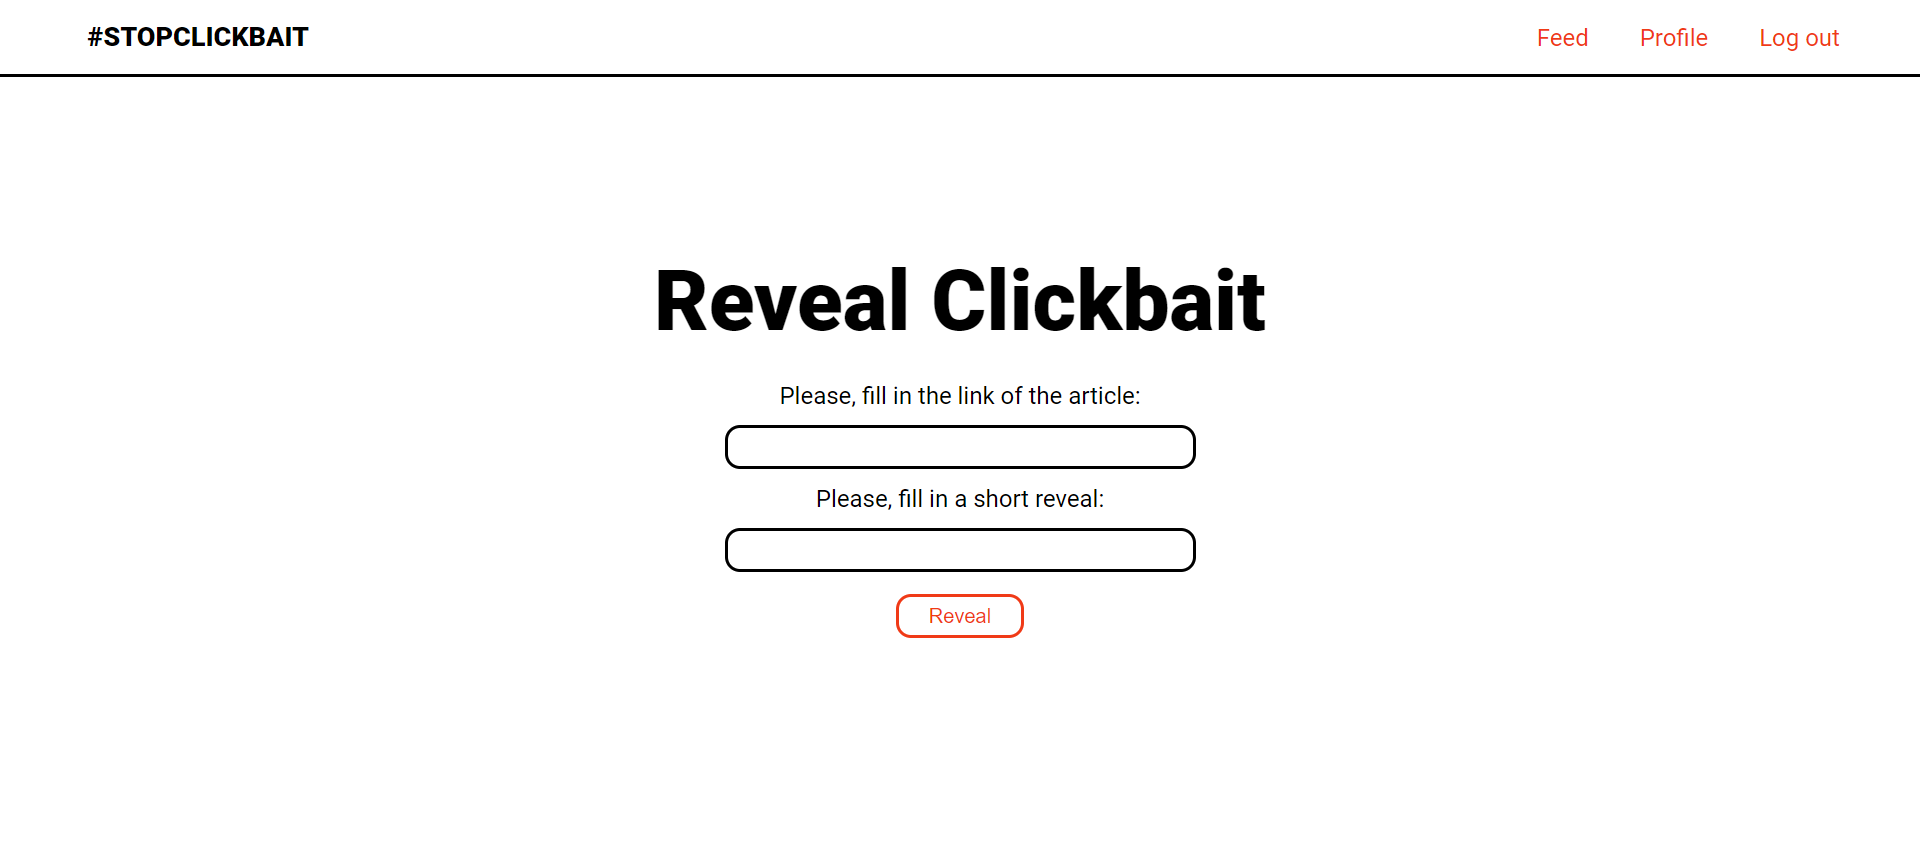 #STOPCLICKBAIT
Feed Profile Log out
Reveal Clickbait
Please, fill in the link of the article:
Please, fill in a short reveal:
Reveal